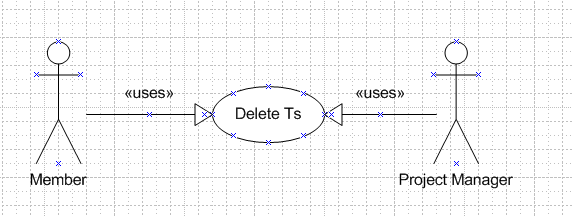 «uses»
«uses»
Delete Ts
Member
Project Manager